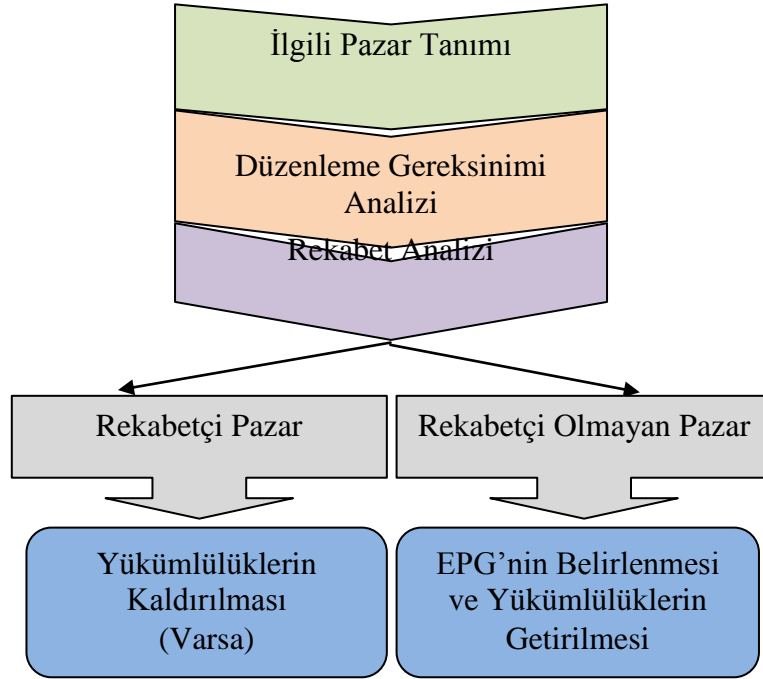 İlgili Pazar Tanımı
Düzenleme Gereksinimi
Analizi
Rekabet Analizi
Rekabetçi Pazar
Rekabetçi Olmayan Pazar
Yükümlülüklerin
Kaldırılması
(Varsa)
EPG’nin Belirlenmesi
ve Yükümlülüklerin
Getirilmesi